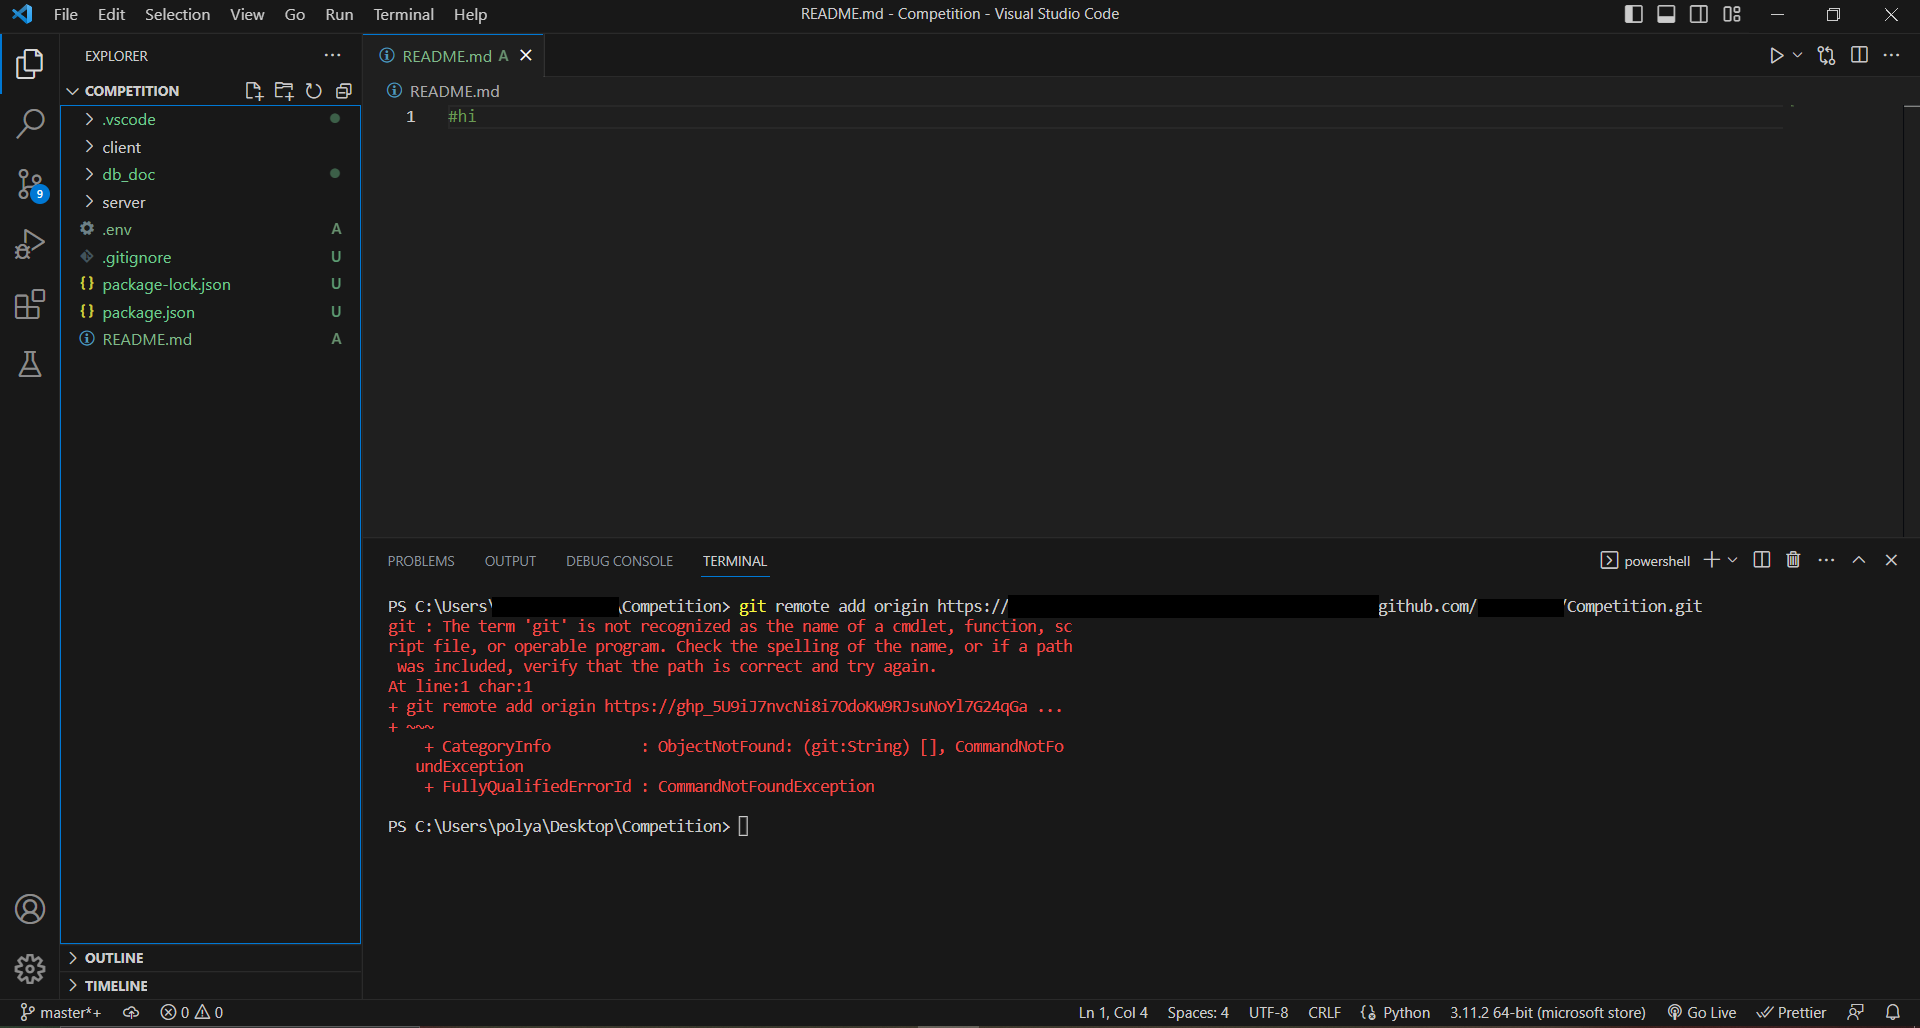 File Edit Selection View Go Run Terminal Help
README.md - Competition - Visual Studio Code
EXPLORER
COMPETITION
.vscode
client
db_doc
server
.env A
.gitignore U
package-lock.json U
package.json U
README.md A
9
OUTLINE
TIMELINE
README.md A
README.md
1 #hi
PROBLEMS OUTPUT DEBUG CONSOLE TERMINAL
powershell
PS C:\Users\ \Competition> git remote add origin https:// github.com/ /Competition.git
git : The term 'git' is not recognized as the name of a cmdlet, function, sc
ript file, or operable program. Check the spelling of the name, or if a path
 was included, verify that the path is correct and try again.
At line:1 char:1
+ git remote add origin https://ghp_5U9iJ7nvcNi8i7OdoKW9RJsuNoYl7G24qGa ...
+ ~~~
    + CategoryInfo          : ObjectNotFound: (git:String) [], CommandNotFo
   undException
    + FullyQualifiedErrorId : CommandNotFoundException
PS C:\Users\polya\Desktop\Competition>
master*+ 0 0
Ln 1, Col 4 Spaces: 4 UTF-8 CRLF Python 3.11.2 64-bit (microsoft store) Go Live Prettier